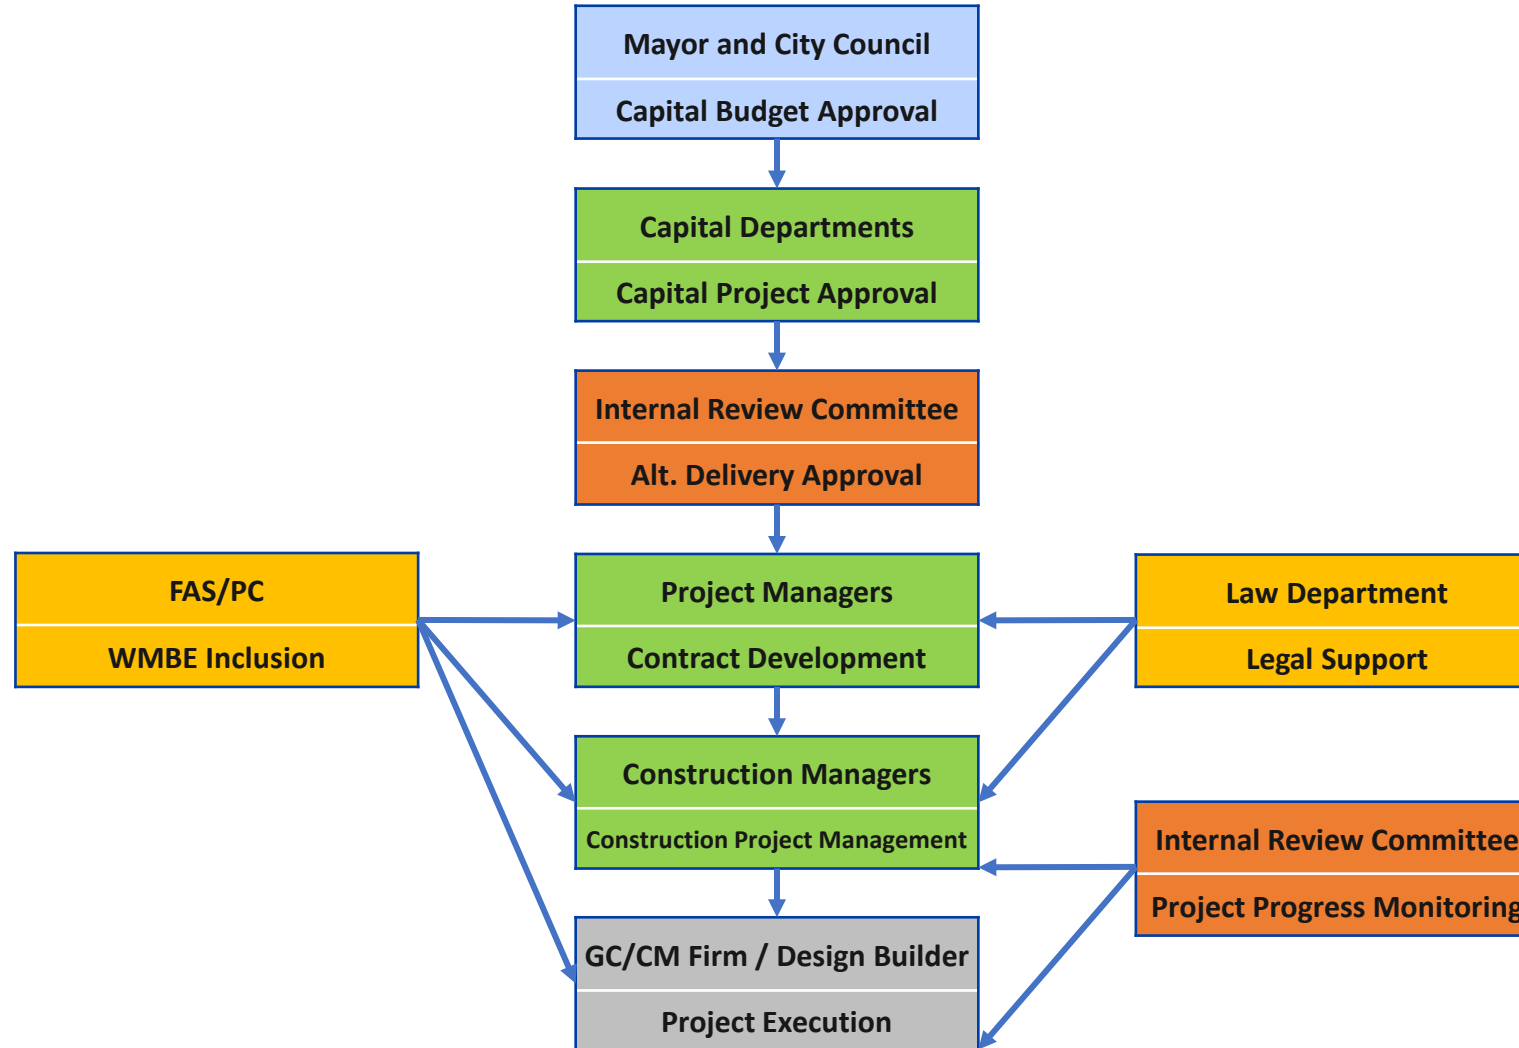 Mayor and City Council
Capital Budget Approval
Capital Departments
Capital Project Approval
Internal Review Committee
Alt. Delivery Approval
FAS/PC
WMBE Inclusion
Project Managers
Contract Development
Law Department
Legal Support
Construction Managers
Construction Project Management
Internal Review Committee
Project Progress Monitoring
GC/CM Firm / Design Builder
Project Execution